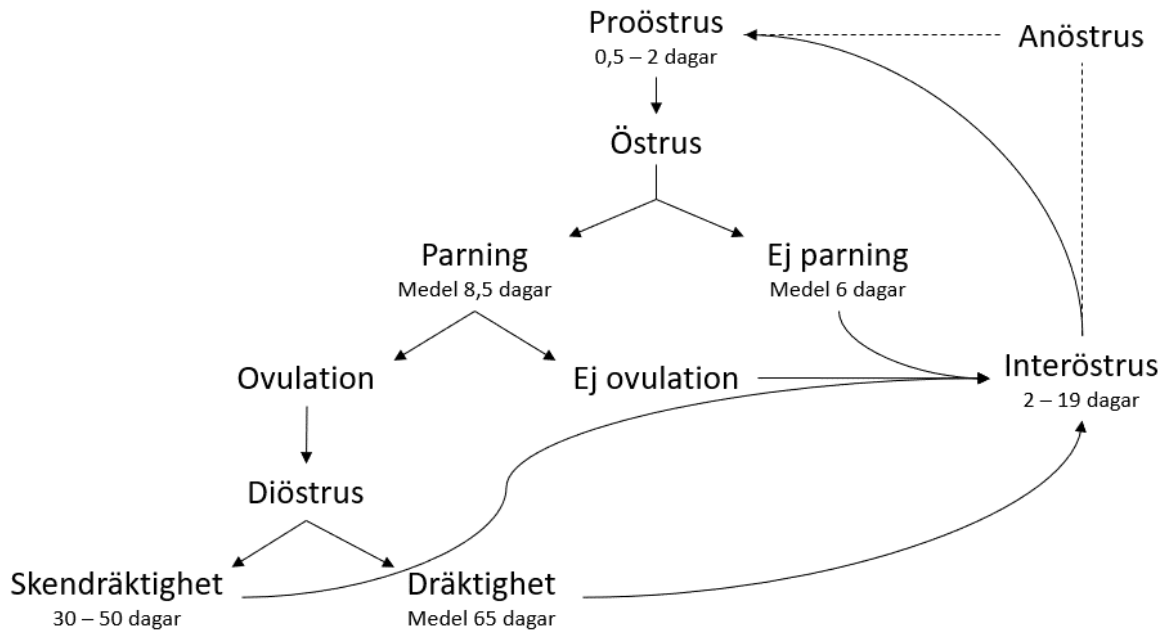 Proöstrus
0,5 – 2 dagar
Anöstrus
Östrus
Parning
Medel 8,5 dagar
Ej parning
Medel 6 dagar
Ovulation
Ej ovulation
Interöstrus
2 – 19 dagar
Diöstrus
Skendräktighet
30 – 50 dagar
Dräktighet
Medel 65 dagar